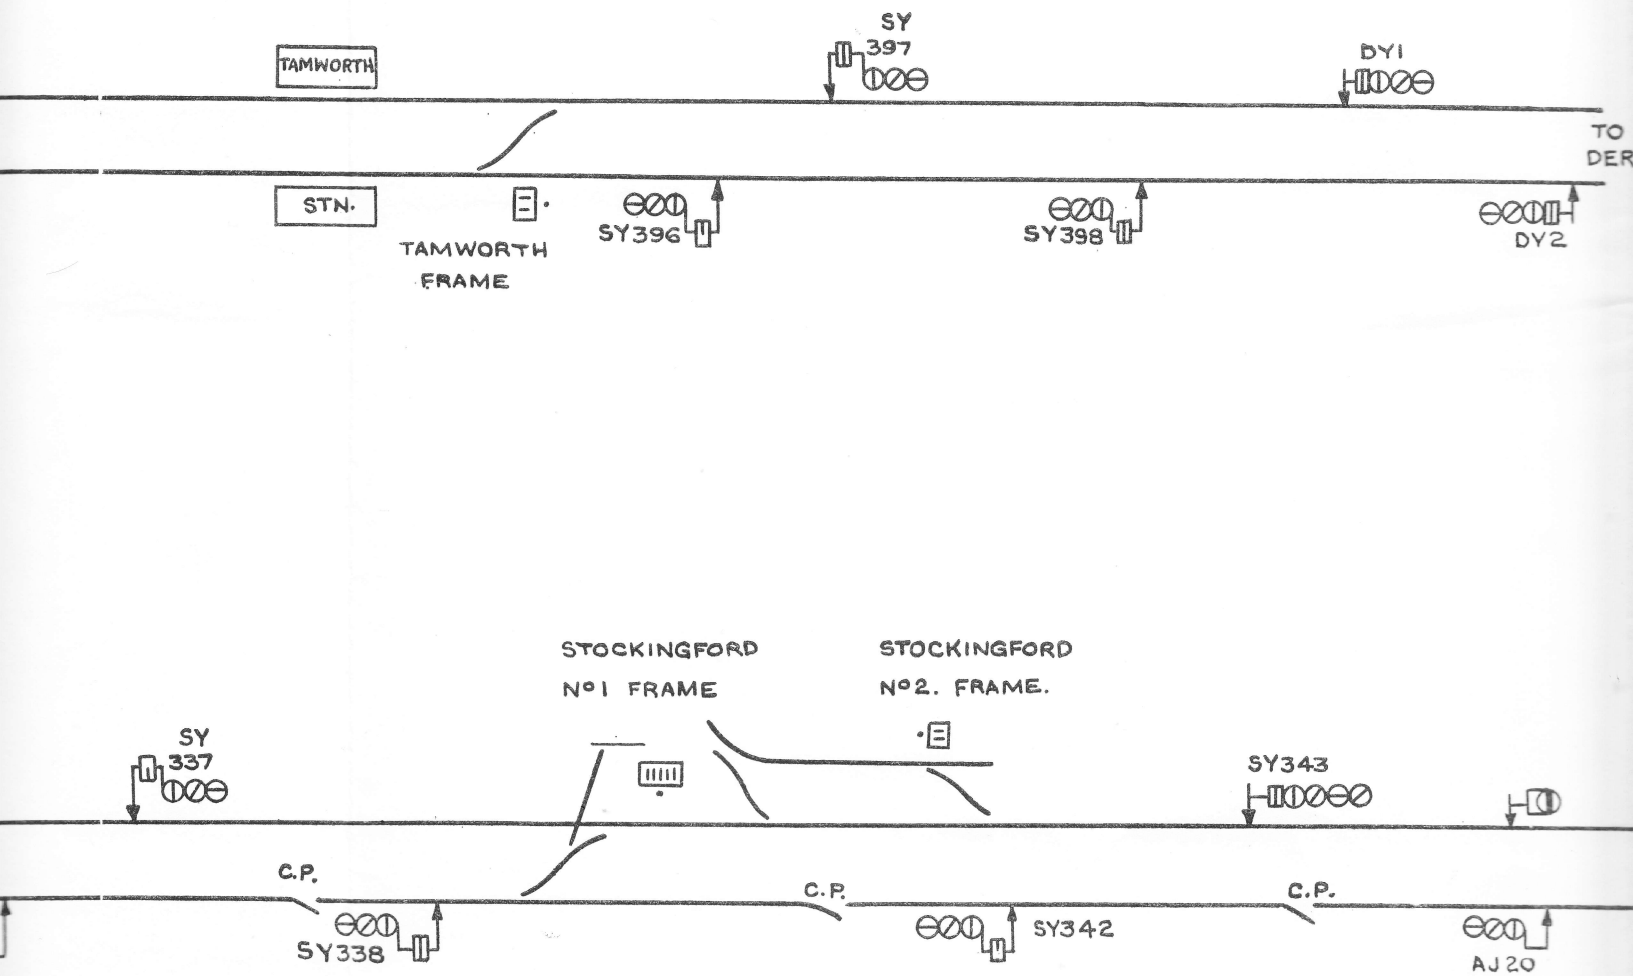 SY
397
DY1
TAMWORTH
TO
DER
STN.
TAMWORTH
FRAME
SY396
SY398
DY2
STOCKINGFORD
Nº1 FRAME
STOCKINGFORD
Nº2. FRAME.
SY
337
SY343
C.P.
C.P.
C.P.
SY338
SY342
AJ20